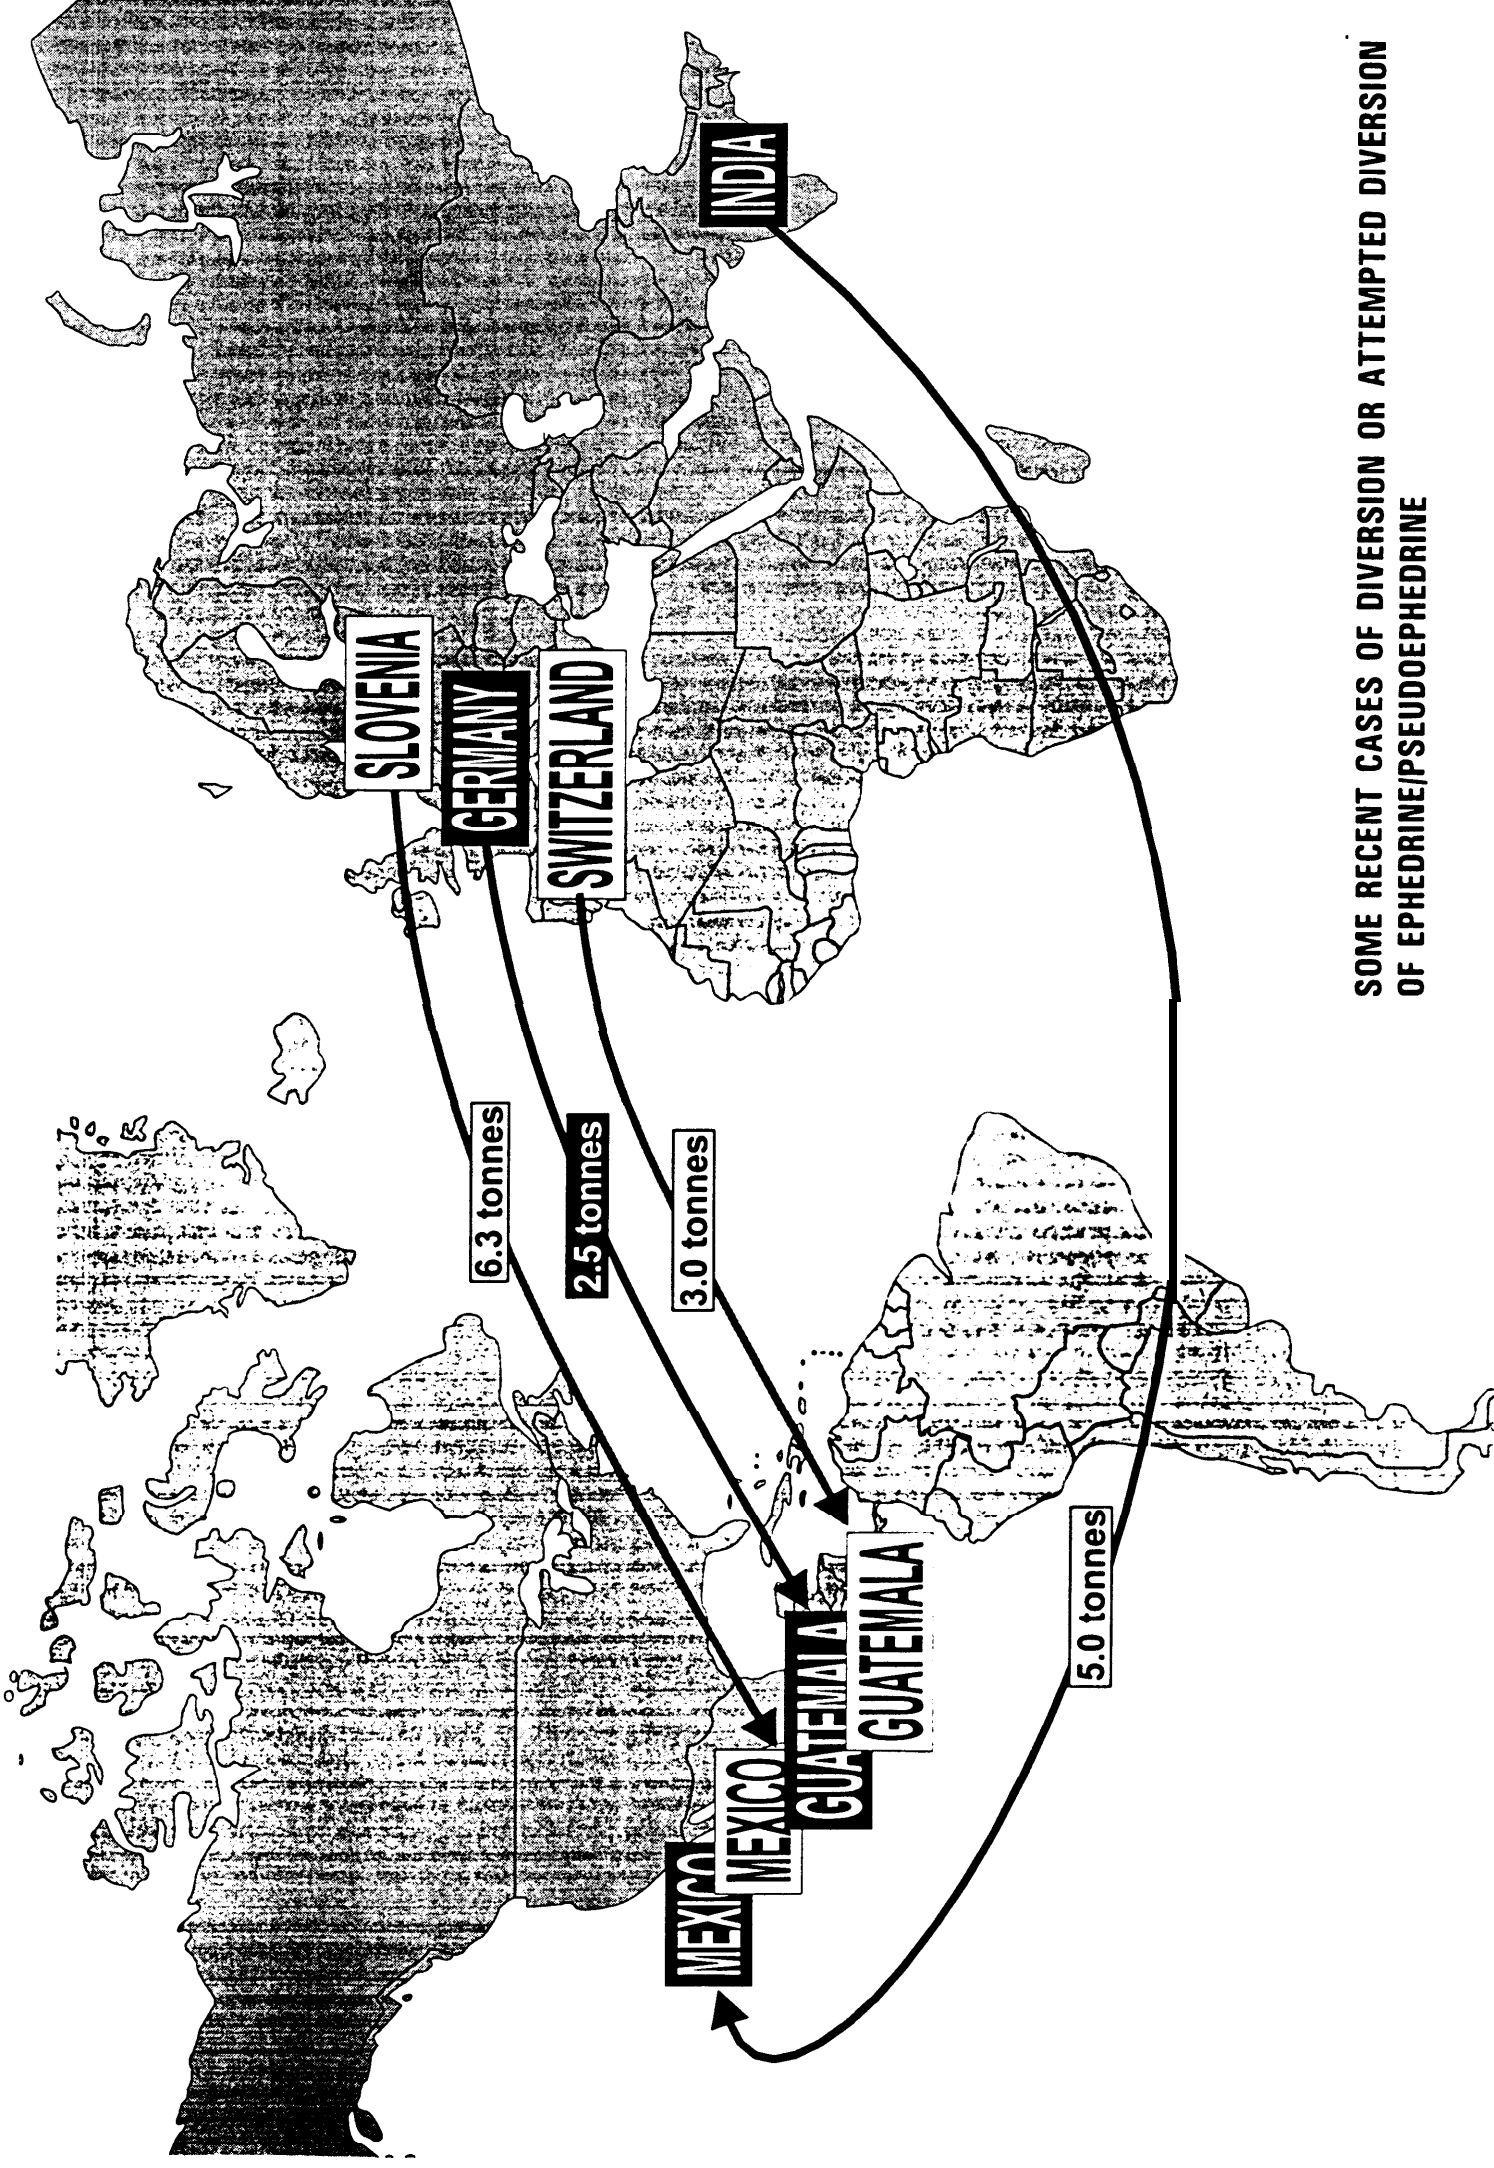 SLOVENIA
GERMANY
SWITZERLAND
INDIA
6.3 tonnes
2.5 tonnes
3.0 tonnes
5.0 tonnes
MEXICO
MEXICO
GUATEMALA
GUATEMALA
SOME RECENT CASES OF DIVERSION OR ATTEMPTED DIVERSION
OF EPHEDRINE/PSEUDOEPHEDRINE